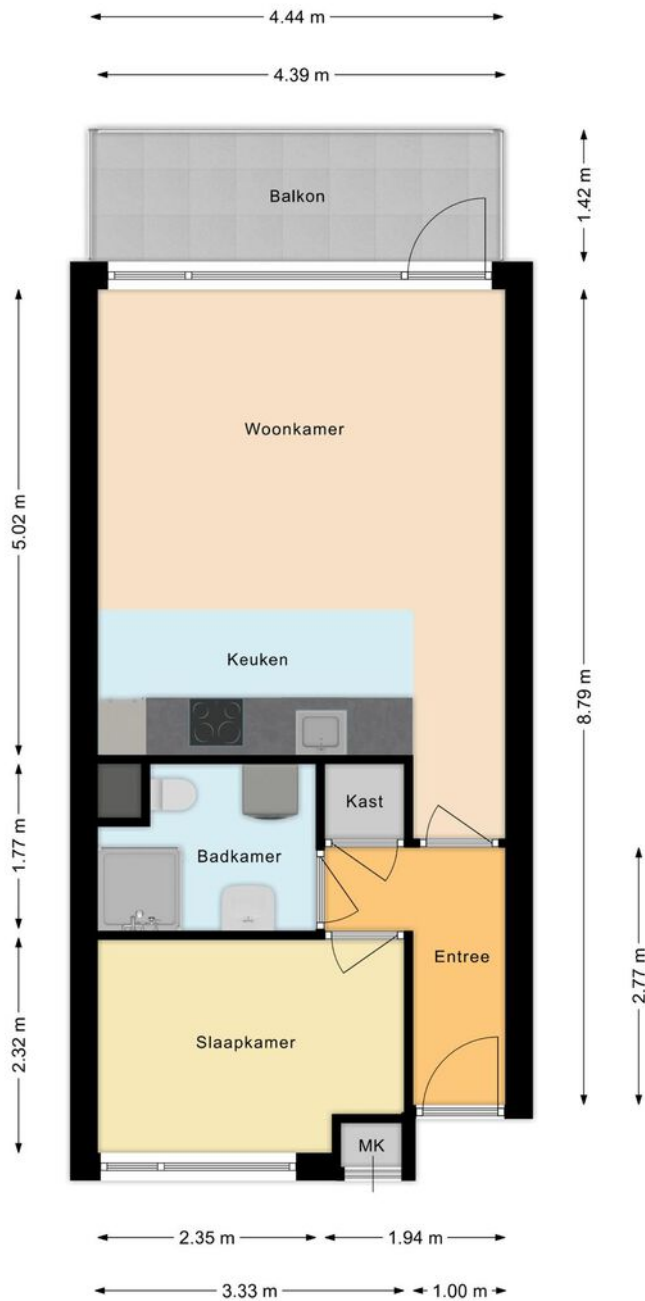 4.44 m
4.39 m
Balkon
1.42 m
Woonkamer
5.02 m
Keuken
8.79 m
Kast
1.77 m
Badkamer
Entree
2.77 m
Slaapkamer
2.32 m
MK
2.35 m
1.94 m
3.33 m
1.00 m